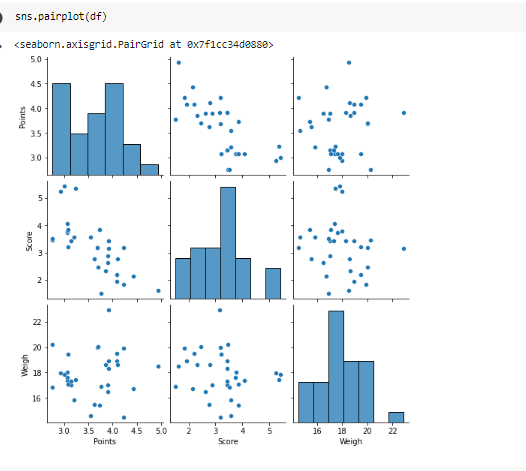 sns.pairplot(df)
<seaborn.axisgrid.PairGrid at 0x7f1cc34d0880>
5.0
4.5
4.0
3.5
3.0
Points
5
4
3
2
Score
22
20
18
16
Weigh
3.0 3.5 4.0 4.5 5.0
Points
2 3 4 5
Score
16 18 20 22
Weigh